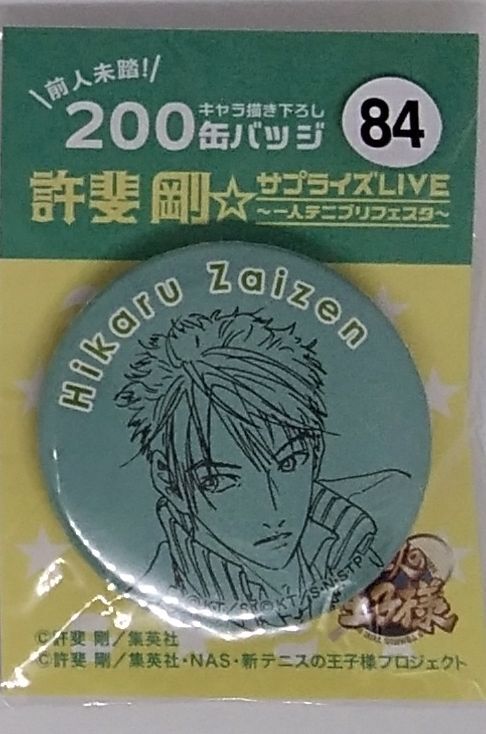 前人未踏!
200
キャラ描き下ろし
缶バッジ
84
許斐 剛☆
サプライズLIVE
～一人テニプリフェスタ～
Hikaru Zaizen
©許斐 剛／集英社
©許斐 剛／集英社・NAS・新テニスの王子様プロジェクト